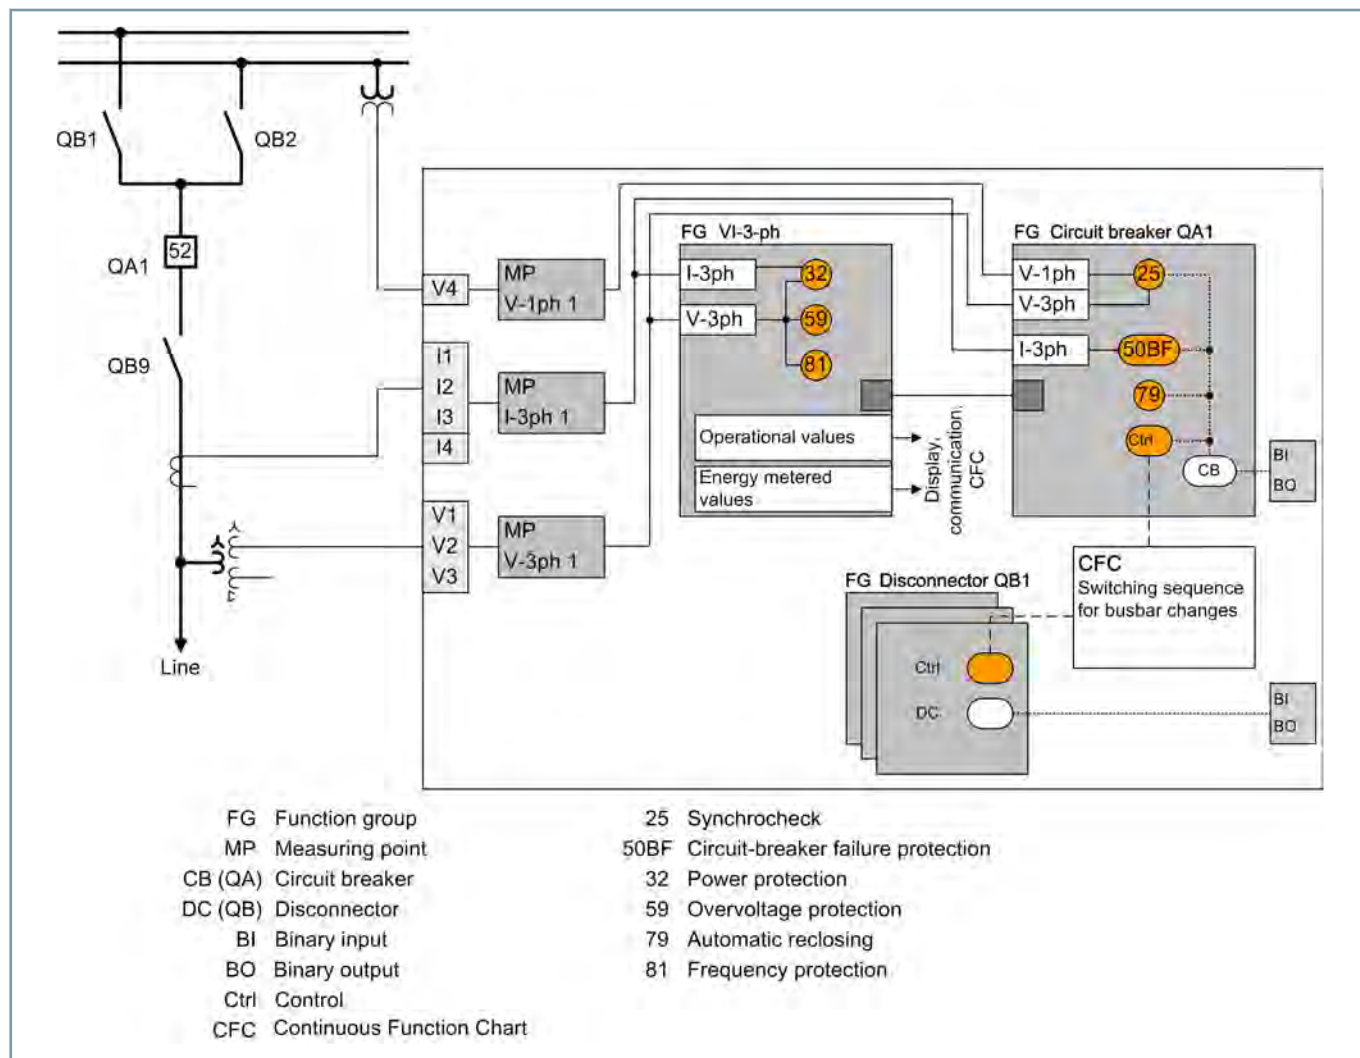 QB1
QB2
QA1
52
QB9
Line
V4
I1
I2
I3
I4
V1
V2
V3
MP
V-1ph 1
MP
I-3ph 1
MP
V-3ph 1
FG VI-3-ph
I-3ph
V-3ph
32
59
81
Operational values
Energy metered
values
Display,
communication
CFC
FG Circuit breaker QA1
V-1ph
V-3ph
I-3ph
25
50BF
79
Ctrl
CB
BI
BO
CFC
Switching sequence
for busbar changes
FG Disconnector QB1
Ctrl
DC
BI
BO
FG Function group
MP Measuring point
CB (QA) Circuit breaker
DC (QB) Disconnector
BI Binary input
BO Binary output
Ctrl Control
CFC Continuous Function Chart
25 Synchrocheck
50BF Circuit-breaker failure protection
32 Power protection
59 Overvoltage protection
79 Automatic reclosing
81 Frequency protection